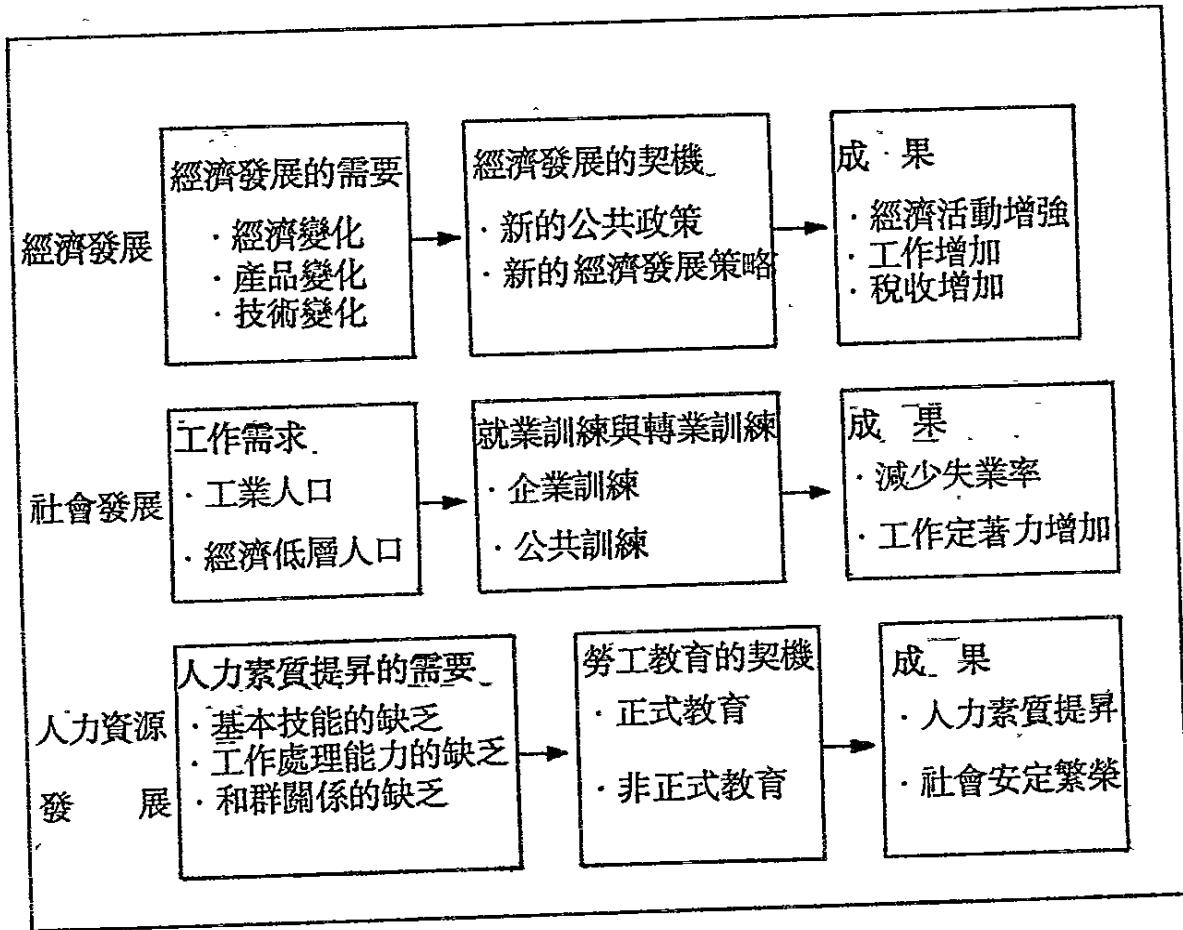 經濟發展
經濟發展的需要
·經濟變化
·產品變化
·技術變化
經濟發展的契機
·新的公共政策
·新的經濟發展策略
成·果
·經濟活動增強
·工作增加
·稅收增加
社會發展
工作需求
·工業人口
·經濟低層人口
就業訓練與轉業訓練
·企業訓練
·公共訓練
成 果
·減少失業率
·工作定著力增加
人力資源
發 展
人力素質提昇的需要
·基本技能的缺乏
·工作處理能力的缺乏
·和群關係的缺乏
勞工教育的契機
·正式教育
·非正式教育
成 果
·人力素質提昇
·社會安定繁榮